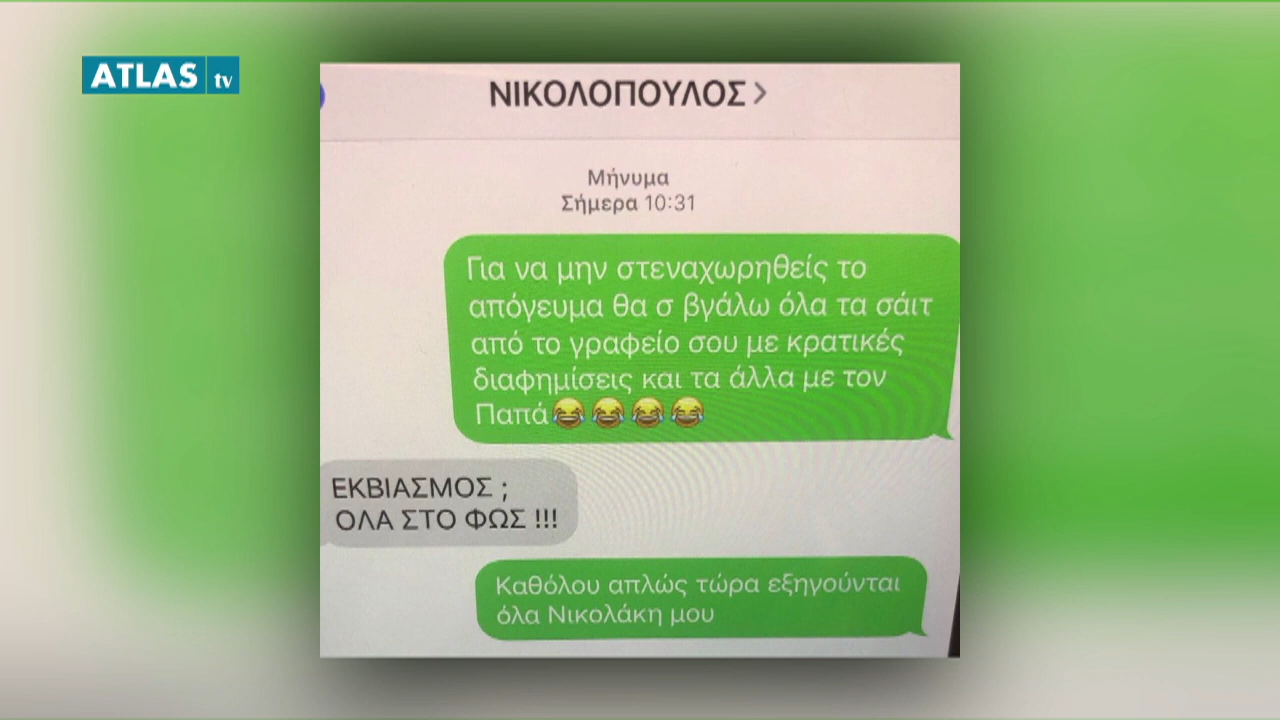 ATLAS tv
ΝΙΚΟΛΟΠΟΥΛΟΣ >
Μήνυμα
Σήμερα 10:31
Για να μην στεναχωρηθείς το
απόγευμα θα σ βγάλω όλα τα σάιτ
από το γραφείο σου με κρατικές
διαφημίσεις και τα άλλα με τον
Παπά😂😂😂😂
ΕΚΒΙΑΣΜΟΣ ;
ΟΛΑ ΣΤΟ ΦΩΣ !!!
Καθόλου απλώς τώρα εξηγούνται
όλα Νικολάκη μου